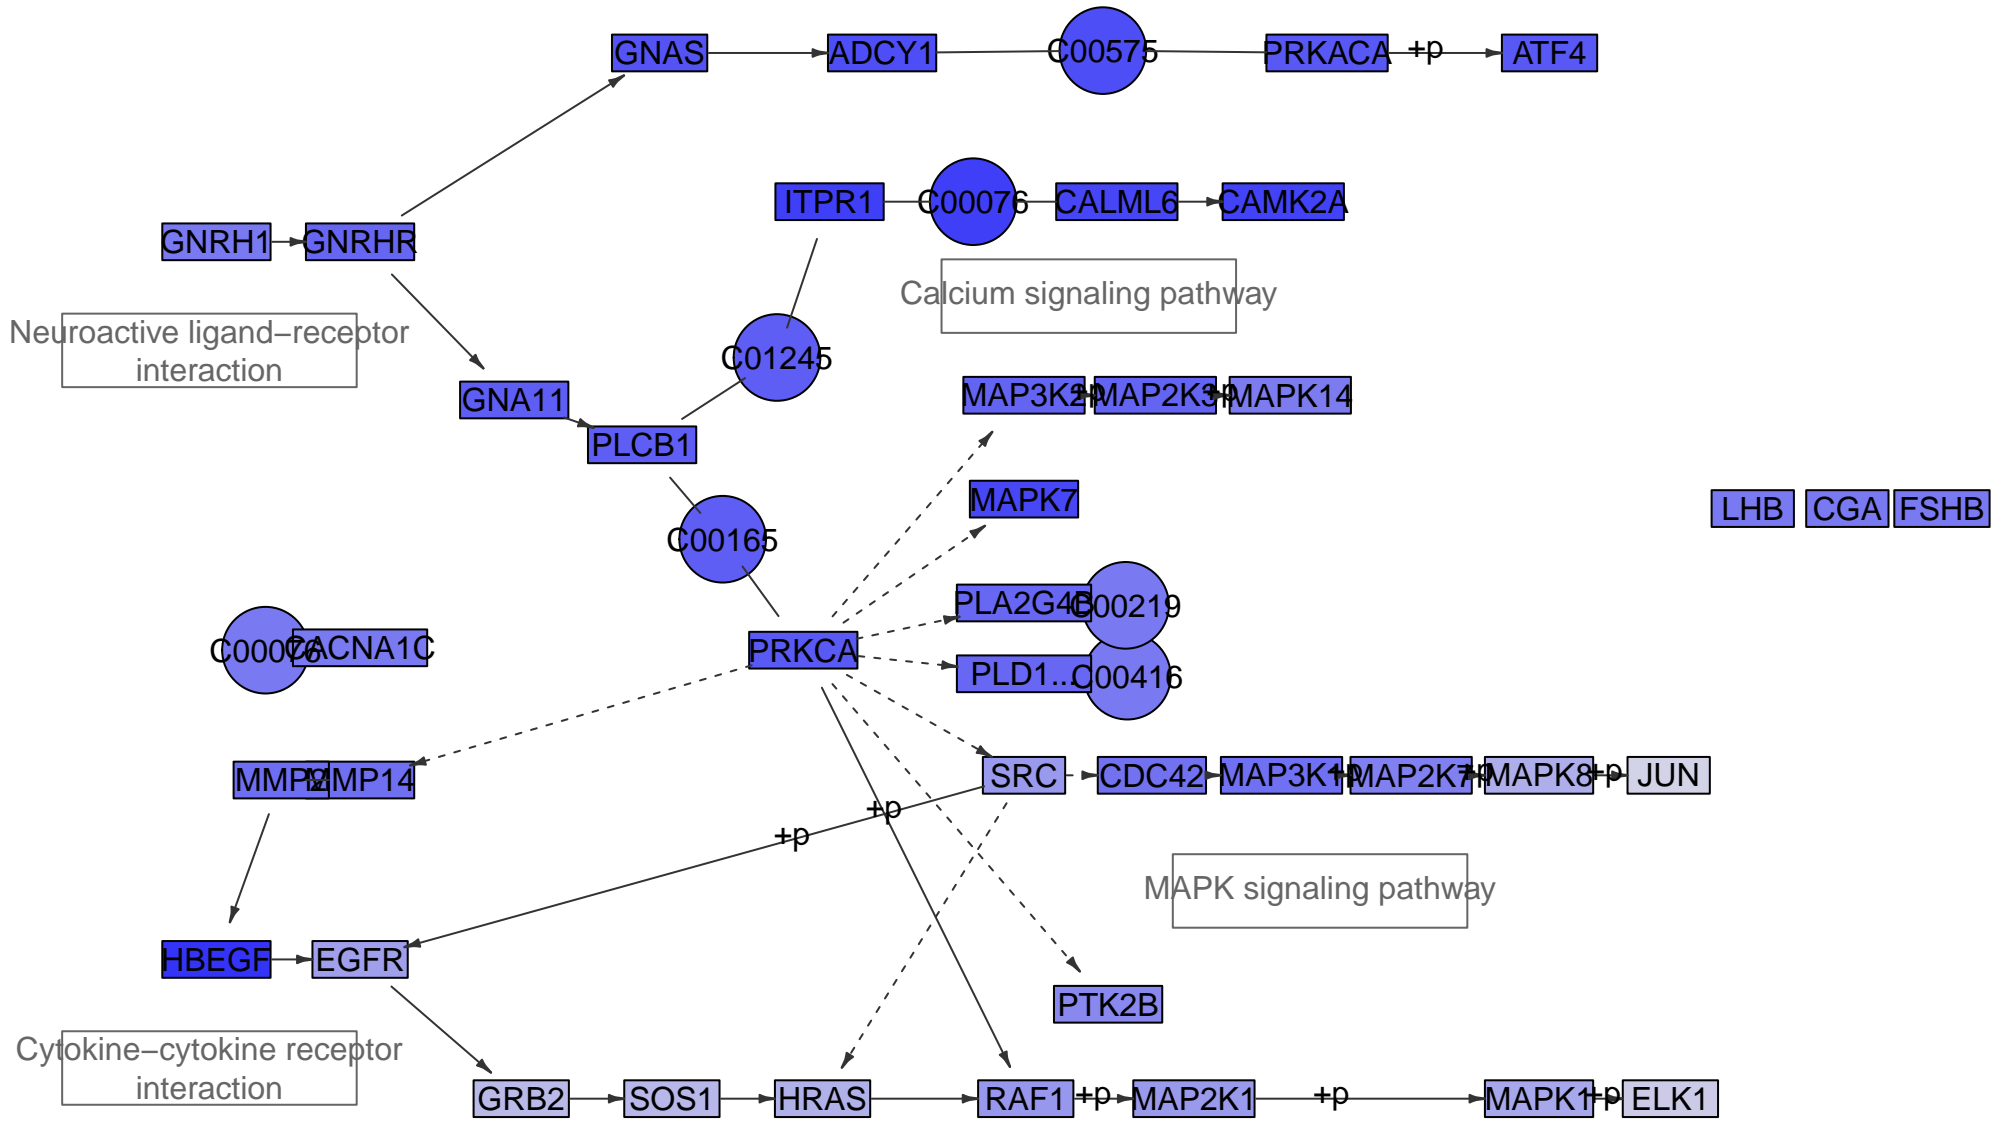 GNAS
ADCY1
C00575
PRKACA
+p
ATF4
ITPR1
C00076
CALML6
CAMK2A
GNRH1
GNRHR
Calcium signaling pathway
Neuroactive ligand–receptor
interaction
C01245
GNA11
MAP3K2
+p
MAP2K3
+p
MAPK14
PLCB1
MAPK7
LHB
CGA
FSHB
C00165
PLA2G4B
C00219
C00076
CACNA1C
PRKCA
PLD1...
C00416
MMP2
MMP14
SRC
CDC42
MAP3K1
+p
MAP2K7
+p
MAPK8
+p
JUN
+p
+p
MAPK signaling pathway
HBEGF
EGFR
PTK2B
Cytokine–cytokine receptor
interaction
GRB2
SOS1
HRAS
RAF1
+p
MAP2K1
+p
MAPK1
+p
ELK1